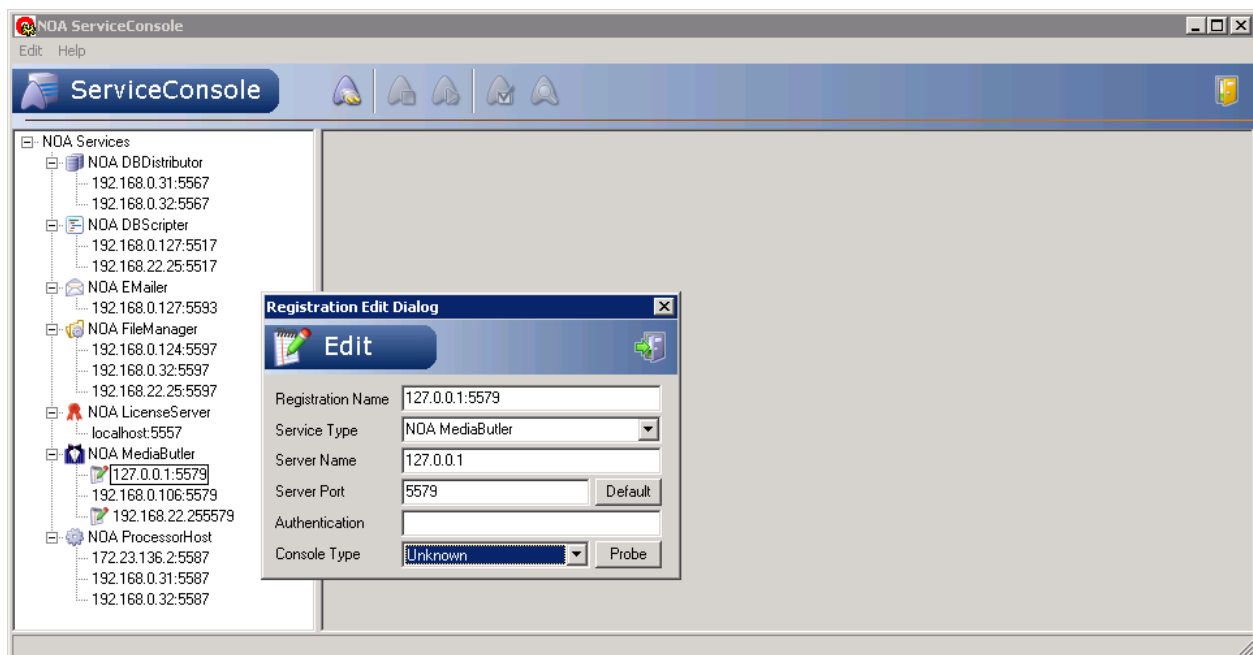 NOA ServiceConsole
Edit Help
ServiceConsole
NOA Services
NOA DBDistributor
192.168.0.31:5567
192.168.0.32:5567
NOA DBScripter
192.168.0.127:5517
192.168.22.25:5517
NOA EMailer
192.168.0.127:5593
NOA FileManager
192.168.0.124:5597
192.168.0.32:5597
192.168.22.25:5597
NOA LicenseServer
localhost:5557
NOA MediaButler
127.0.0.1:5579
192.168.0.106:5579
192.168.22.255579
NOA ProcessorHost
172.23.136.2:5587
192.168.0.31:5587
192.168.0.32:5587
Registration Edit Dialog
Edit
Registration Name 127.0.0.1:5579
Service Type NOA MediaButler
Server Name 127.0.0.1
Server Port 5579 Default
Authentication
Console Type Unknown Probe